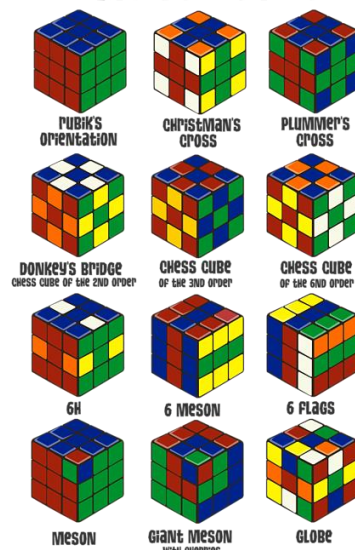 Rubik's
Orientation
Christman's
Cross
Plummer's
Cross
Donkey's Bridge
Chess Cube of the 2nd Order
Chess Cube
of the 3rd Order
Chess Cube
of the 6nd Order
6H
6 Meson
6 Flags
Meson
Giant Meson
Globe